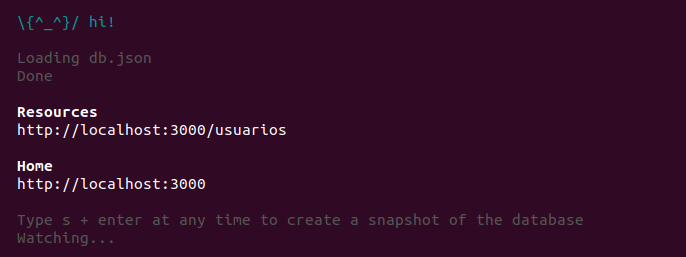 \{^_^}/ hi!
Loading db.json
Done
Resources
http://localhost:3000/usuarios
Home
http://localhost:3000
Type s + enter at any time to create a snapshot of the database
Watching...